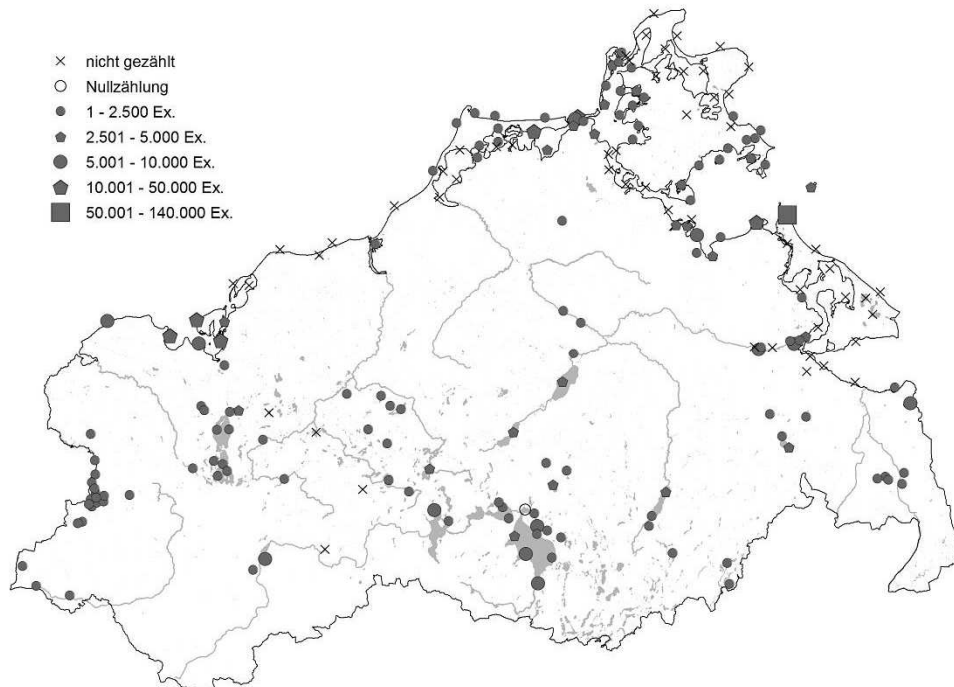 nicht gezählt
Nullzählung
1 - 2.500 Ex.
2.501 - 5.000 Ex.
5.001 - 10.000 Ex.
10.001 - 50.000 Ex.
50.001 - 140.000 Ex.